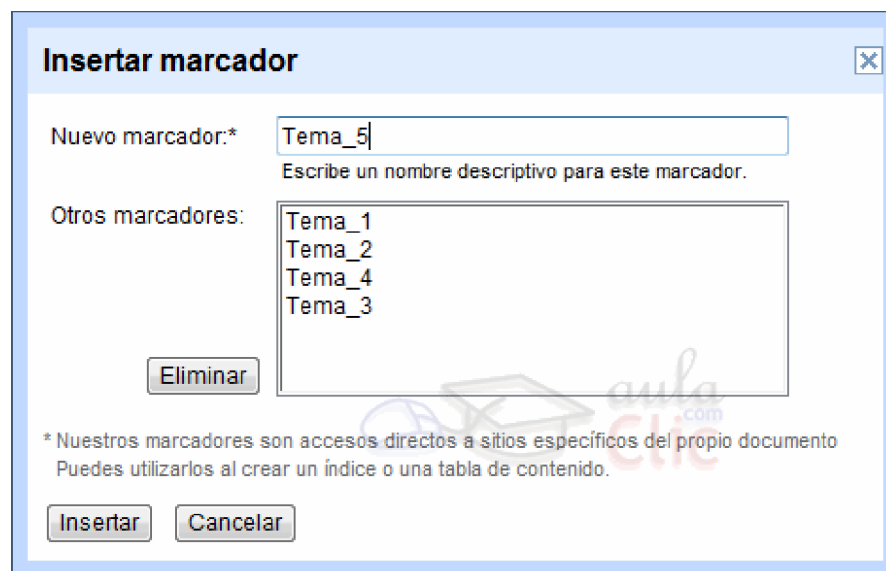 Insertar marcador
Nuevo marcador:* Tema_5
Escribe un nombre descriptivo para este marcador.
Otros marcadores:
Tema_1
Tema_2
Tema_4
Tema_3
Eliminar
aula
Clic
.com
* Nuestros marcadores son accesos directos a sitios específicos del propio documento
Puedes utilizarlos al crear un índice o una tabla de contenido.
Insertar Cancelar